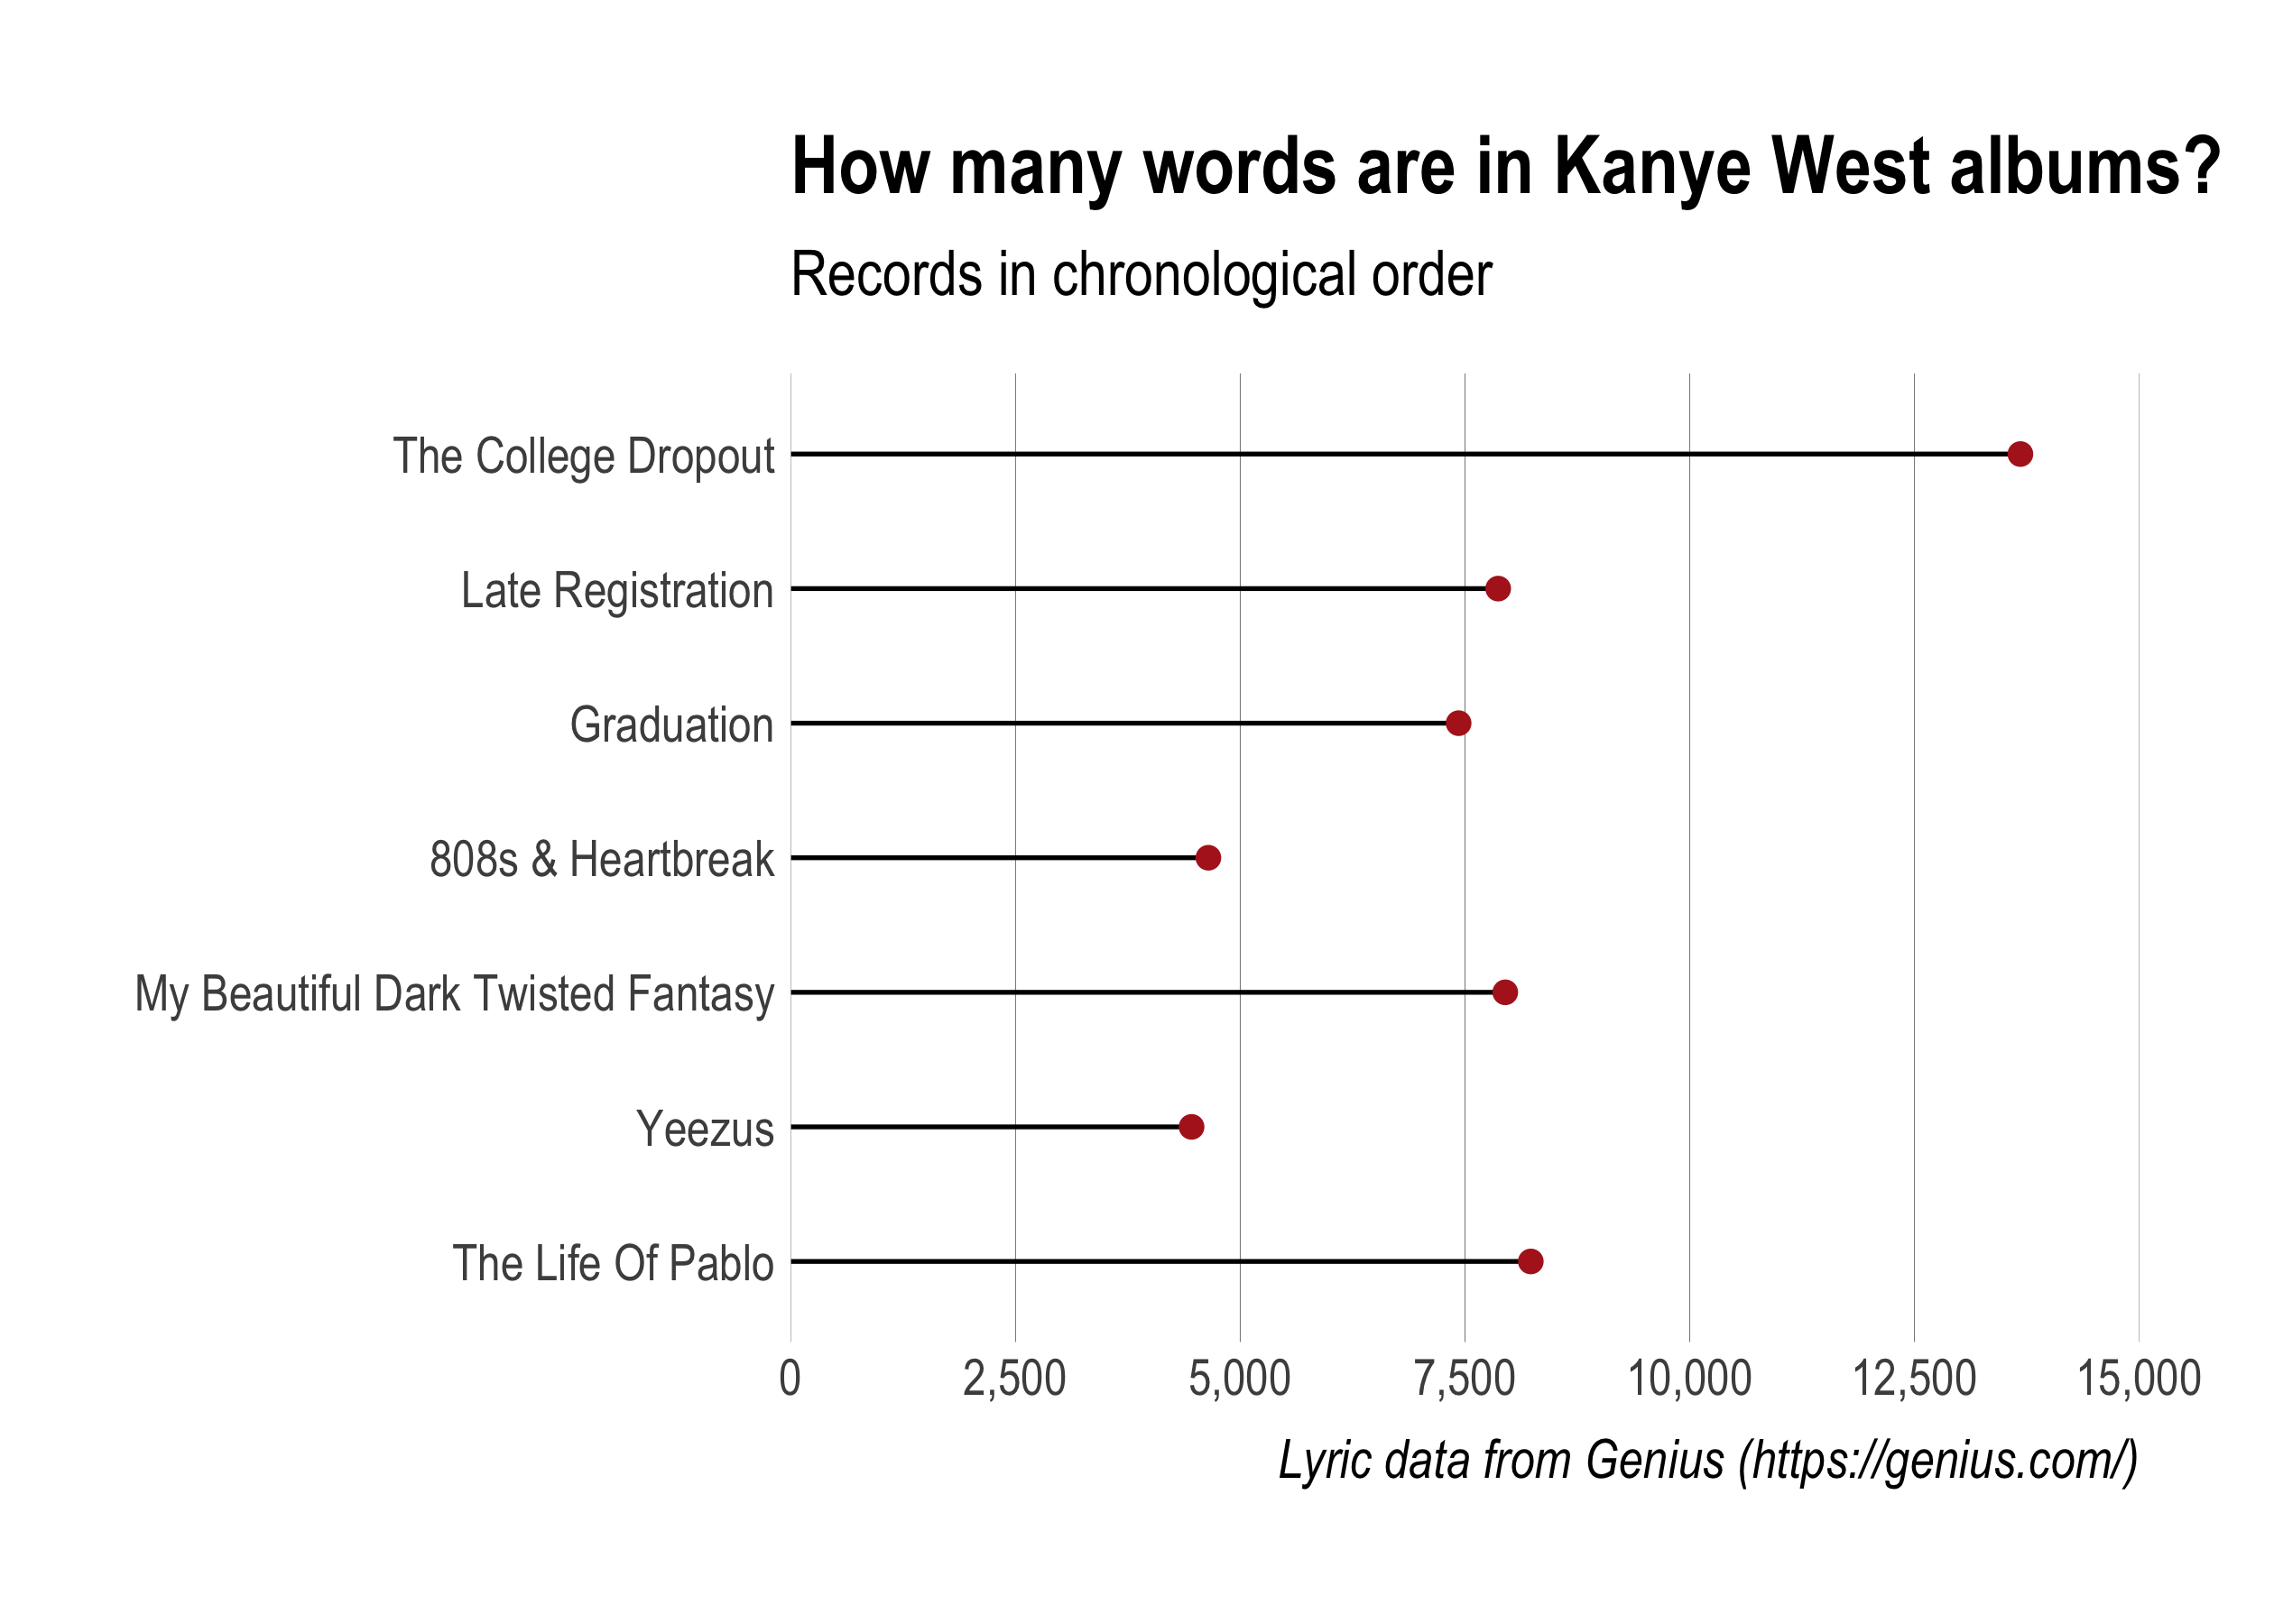 How many words are in Kanye West albums?
Records in chronological order
The College Dropout
Late Registration
Graduation
808s & Heartbreak
My Beautiful Dark Twisted Fantasy
Yeezus
The Life Of Pablo
0 2,500 5,000 7,500 10,000 12,500 15,000
Lyric data from Genius (https://genius.com/)